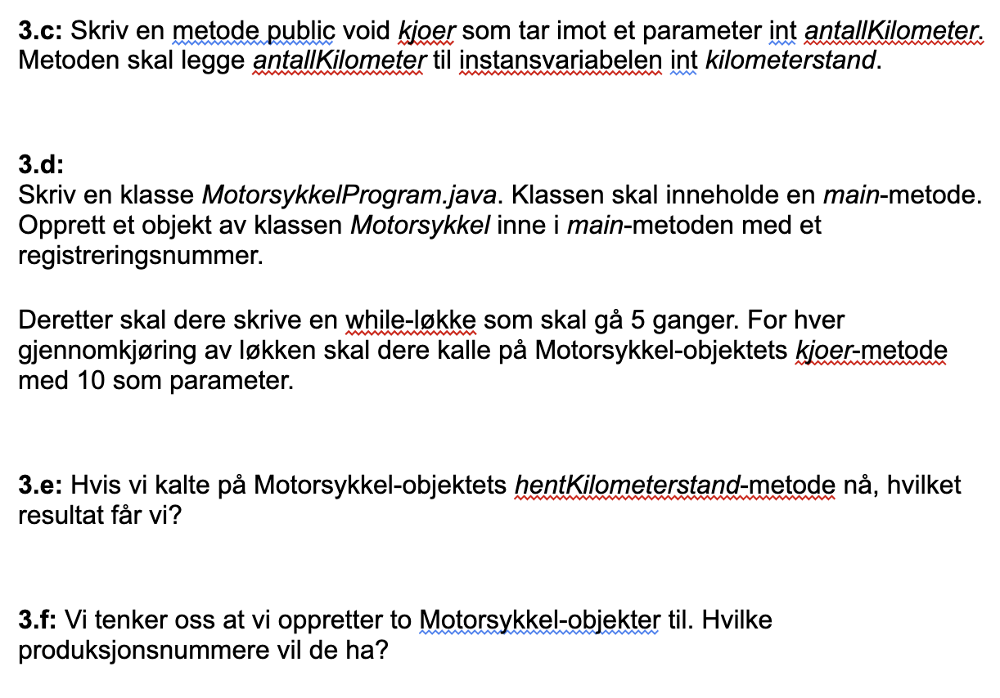 3.c: Skriv en metode public void kjoer som tar imot et parameter int antallKilometer.
Metoden skal legge antallKilometer til instansvariabelen int kilometerstand.
3.d:
Skriv en klasse MotorsykkelProgram.java. Klassen skal inneholde en main-metode.
Opprett et objekt av klassen Motorsykkel inne i main-metoden med et
registreringsnummer.
Deretter skal dere skrive en while-løkke som skal gå 5 ganger. For hver
gjennomkjøring av løkken skal dere kalle på Motorsykkel-objektets kjoer-metode
med 10 som parameter.
3.e: Hvis vi kalte på Motorsykkel-objektets hentKilometerstand-metode nå, hvilket
resultat får vi?
3.f: Vi tenker oss at vi oppretter to Motorsykkel-objekter til. Hvilke
produksjonsnummere vil de ha?